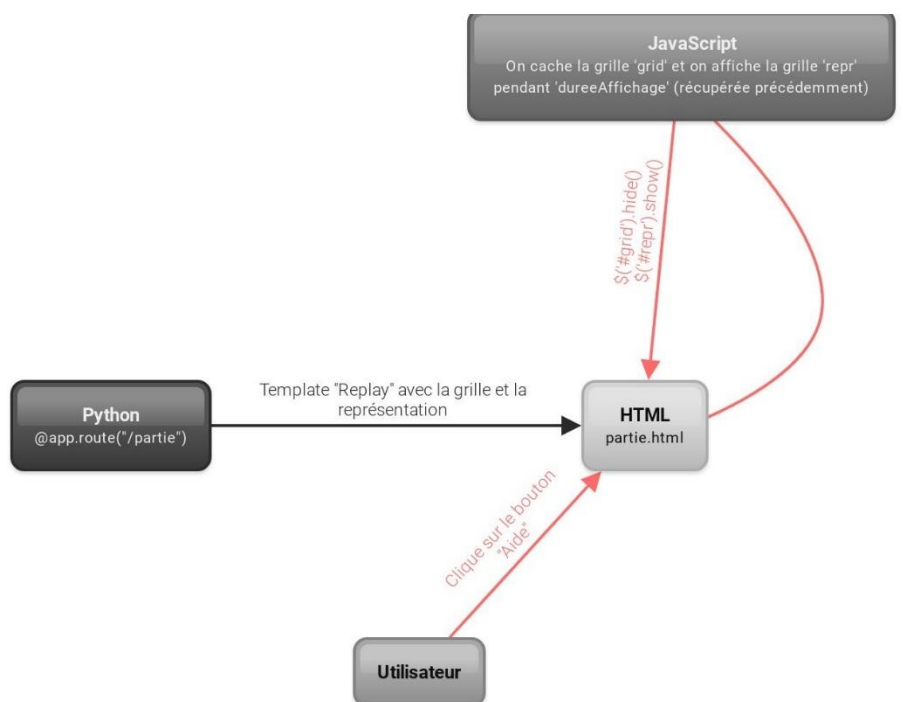 JavaScript
On cache la grille 'grid' et on affiche la grille 'repr'
pendant 'dureeAffichage' (récupérée précédemment)
$('#grid').hide()
$('#repr').show()
Template "Replay" avec la grille et la
représentation
Python
@app.route("/partie")
HTML
partie.html
Clique sur le bouton
"Aide"
Utilisateur